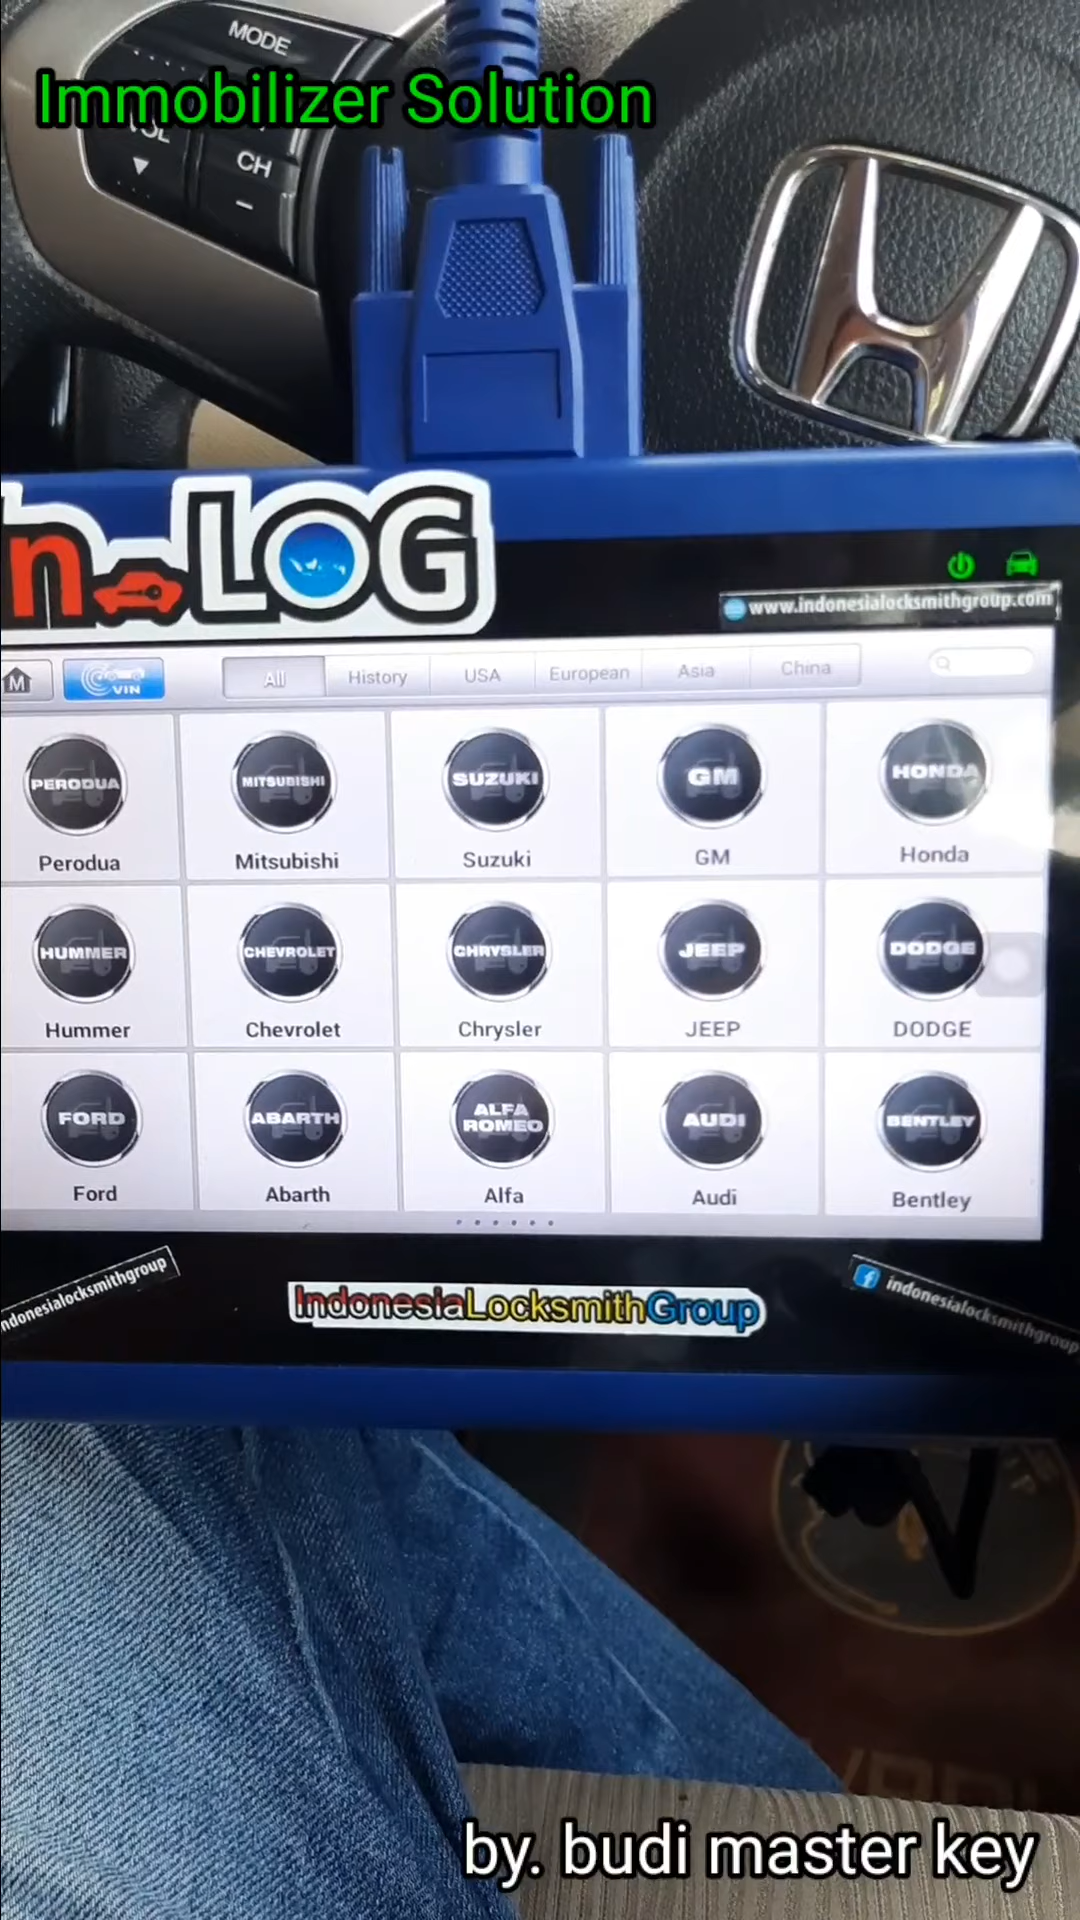 MODE
Immobilizer Solution
VOL
CH
n-LOG
www.indonesialocksmithgroup.com
M
VIN
All
History
USA
European
Asia
China
PERODUA
MITSUBISHI
SUZUKI
GM
HONDA
Perodua
Mitsubishi
Suzuki
GM
Honda
HUMMER
CHEVROLET
CHRYSLER
JEEP
DODGE
Hummer
Chevrolet
Chrysler
JEEP
DODGE
FORD
ABARTH
ALFA
ROMEO
AUDI
BENTLEY
Ford
Abarth
Alfa
Audi
Bentley
ndonesialocksmithgroup
IndonesiaLocksmithGroup
f indonesialocksmithgroup
by. budi master key